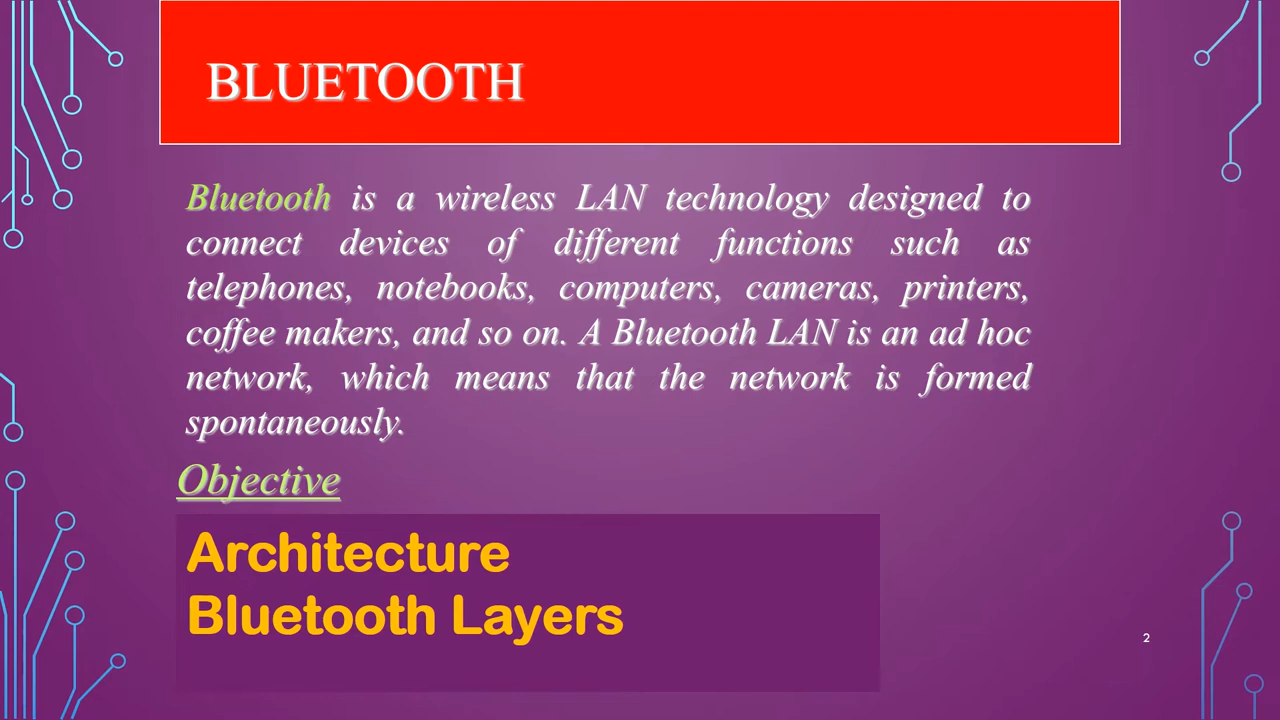 BLUETOOTH
Bluetooth is a wireless LAN technology designed to
connect devices of different functions such as
telephones, notebooks, computers, cameras, printers,
coffee makers, and so on. A Bluetooth LAN is an ad hoc
network, which means that the network is formed
spontaneously.
Objective
Architecture
Bluetooth Layers
2